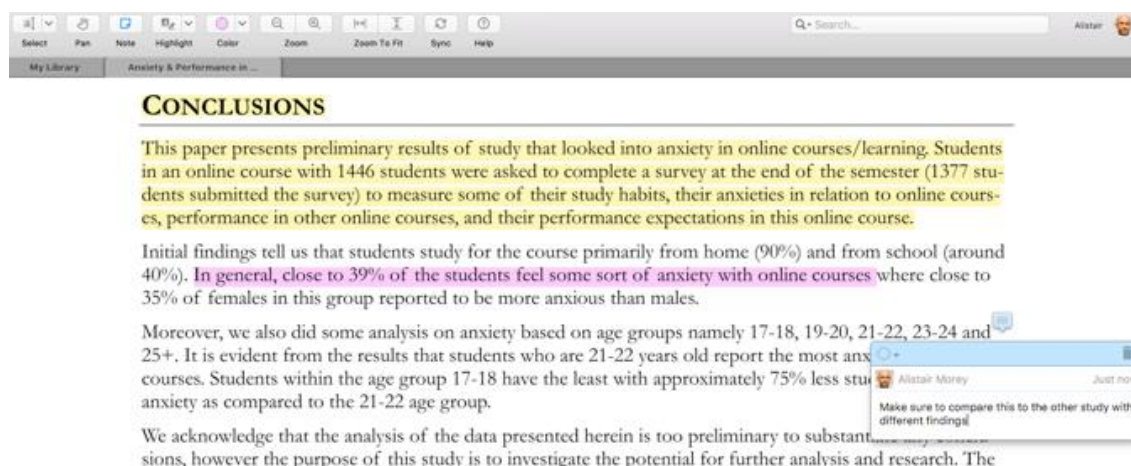 Search...
Alistair
Select Pan Note Highlight Color Zoom Zoom To Fit Sync Help
My Library Anxiety & Performance in ...
CONCLUSIONS
This paper presents preliminary results of study that looked into anxiety in online courses/learning. Students
in an online course with 1446 students were asked to complete a survey at the end of the semester (1377 stu-
dents submitted the survey) to measure some of their study habits, their anxieties in relation to online cours-
es, performance in other online courses, and their performance expectations in this online course.
Initial findings tell us that students study for the course primarily from home (90%) and from school (around
40%). In general, close to 39% of the students feel some sort of anxiety with online courses where close to
35% of females in this group reported to be more anxious than males.
Moreover, we also did some analysis on anxiety based on age groups namely 17-18, 19-20, 21-22, 23-24 and
25+. It is evident from the results that students who are 21-22 years old report the most anx
courses. Students within the age group 17-18 have the least with approximately 75% less stu
anxiety as compared to the 21-22 age group.
We acknowledge that the analysis of the data presented herein is too preliminary to substant
sions, however the purpose of this study is to investigate the potential for further analysis and research. The
Alistair Morey Just now
Make sure to compare this to the other study with
different findings